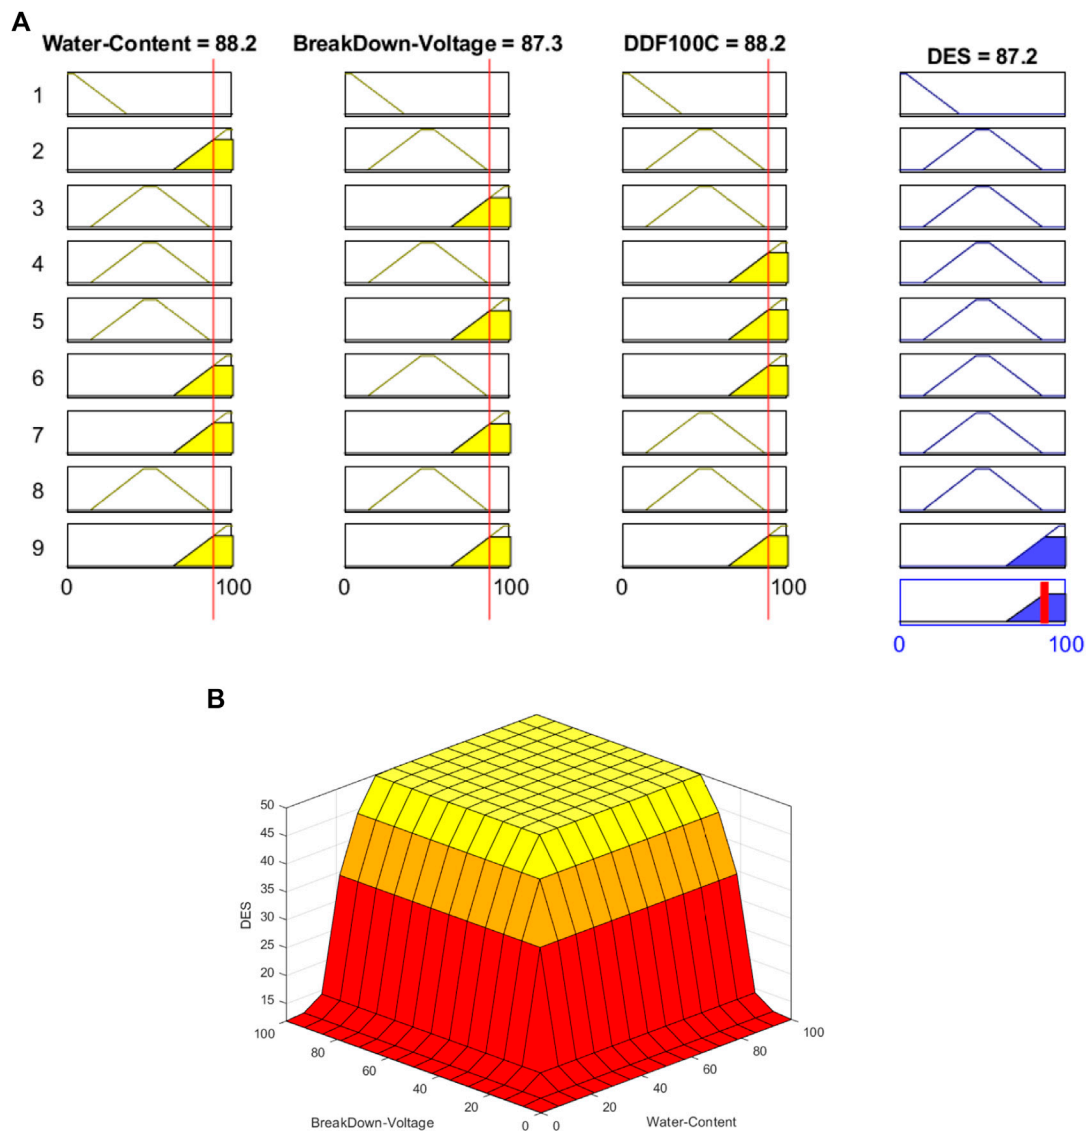 A
Water-Content = 88.2 BreakDown-Voltage = 87.3 DDF100C = 88.2 DES = 87.2
1
2
3
4
5
6
7
8
9
0 100 0 100 0 100
0 100
B
50
45
40
35
30
25
20
15
DES
100 80 60 40 20 0
BreakDown-Voltage
0 20 40 60 80 100
Water-Content